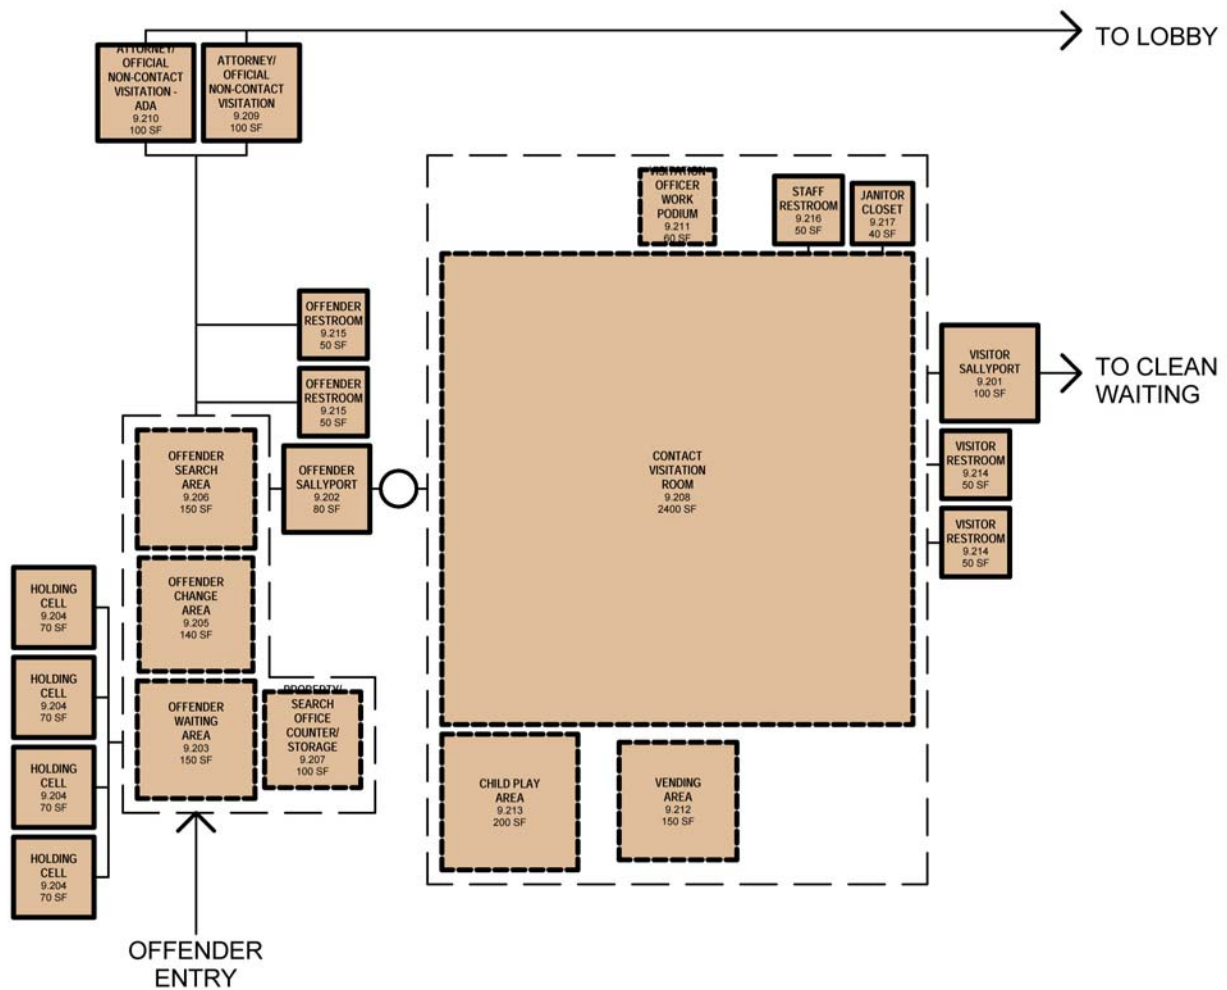 TO LOBBY
ATTORNEY/
OFFICIAL
NON-CONTACT
VISITATION -
ADA
9.210
100 SF
ATTORNEY/
OFFICIAL
NON-CONTACT
VISITATION
9.209
100 SF
VISITATION
OFFICER
WORK
PODIUM
9.211
60 SF
STAFF
RESTROOM
9.216
50 SF
JANITOR
CLOSET
9.217
40 SF
OFFENDER
RESTROOM
9.215
50 SF
OFFENDER
RESTROOM
9.215
50 SF
VISITOR
SALLYPORT
9.201
100 SF
TO CLEAN
WAITING
OFFENDER
SEARCH
AREA
9.206
150 SF
OFFENDER
SALLYPORT
9.202
80 SF
CONTACT
VISITATION
ROOM
9.208
2400 SF
VISITOR
RESTROOM
9.214
50 SF
VISITOR
RESTROOM
9.214
50 SF
HOLDING
CELL
9.204
70 SF
OFFENDER
CHANGE
AREA
9.205
140 SF
HOLDING
CELL
9.204
70 SF
OFFENDER
WAITING
AREA
9.203
150 SF
PROPERTY/
SEARCH
OFFICE
COUNTER/
STORAGE
9.207
100 SF
HOLDING
CELL
9.204
70 SF
HOLDING
CELL
9.204
70 SF
CHILD PLAY
AREA
9.213
200 SF
VENDING
AREA
9.212
150 SF
OFFENDER
ENTRY